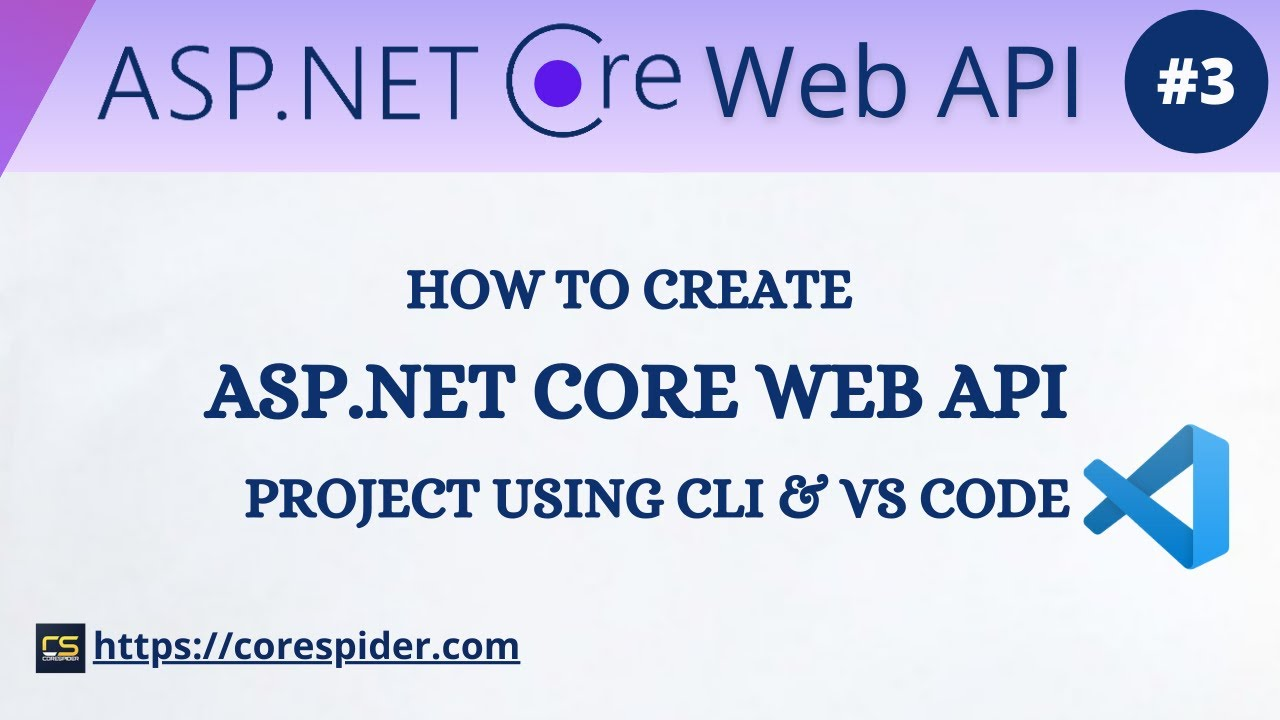 ASP.NET Core Web API
#3
HOW TO CREATE
ASP.NET CORE WEB API
PROJECT USING CLI & VS CODE
CS
CORESPIDER
https://corespider.com